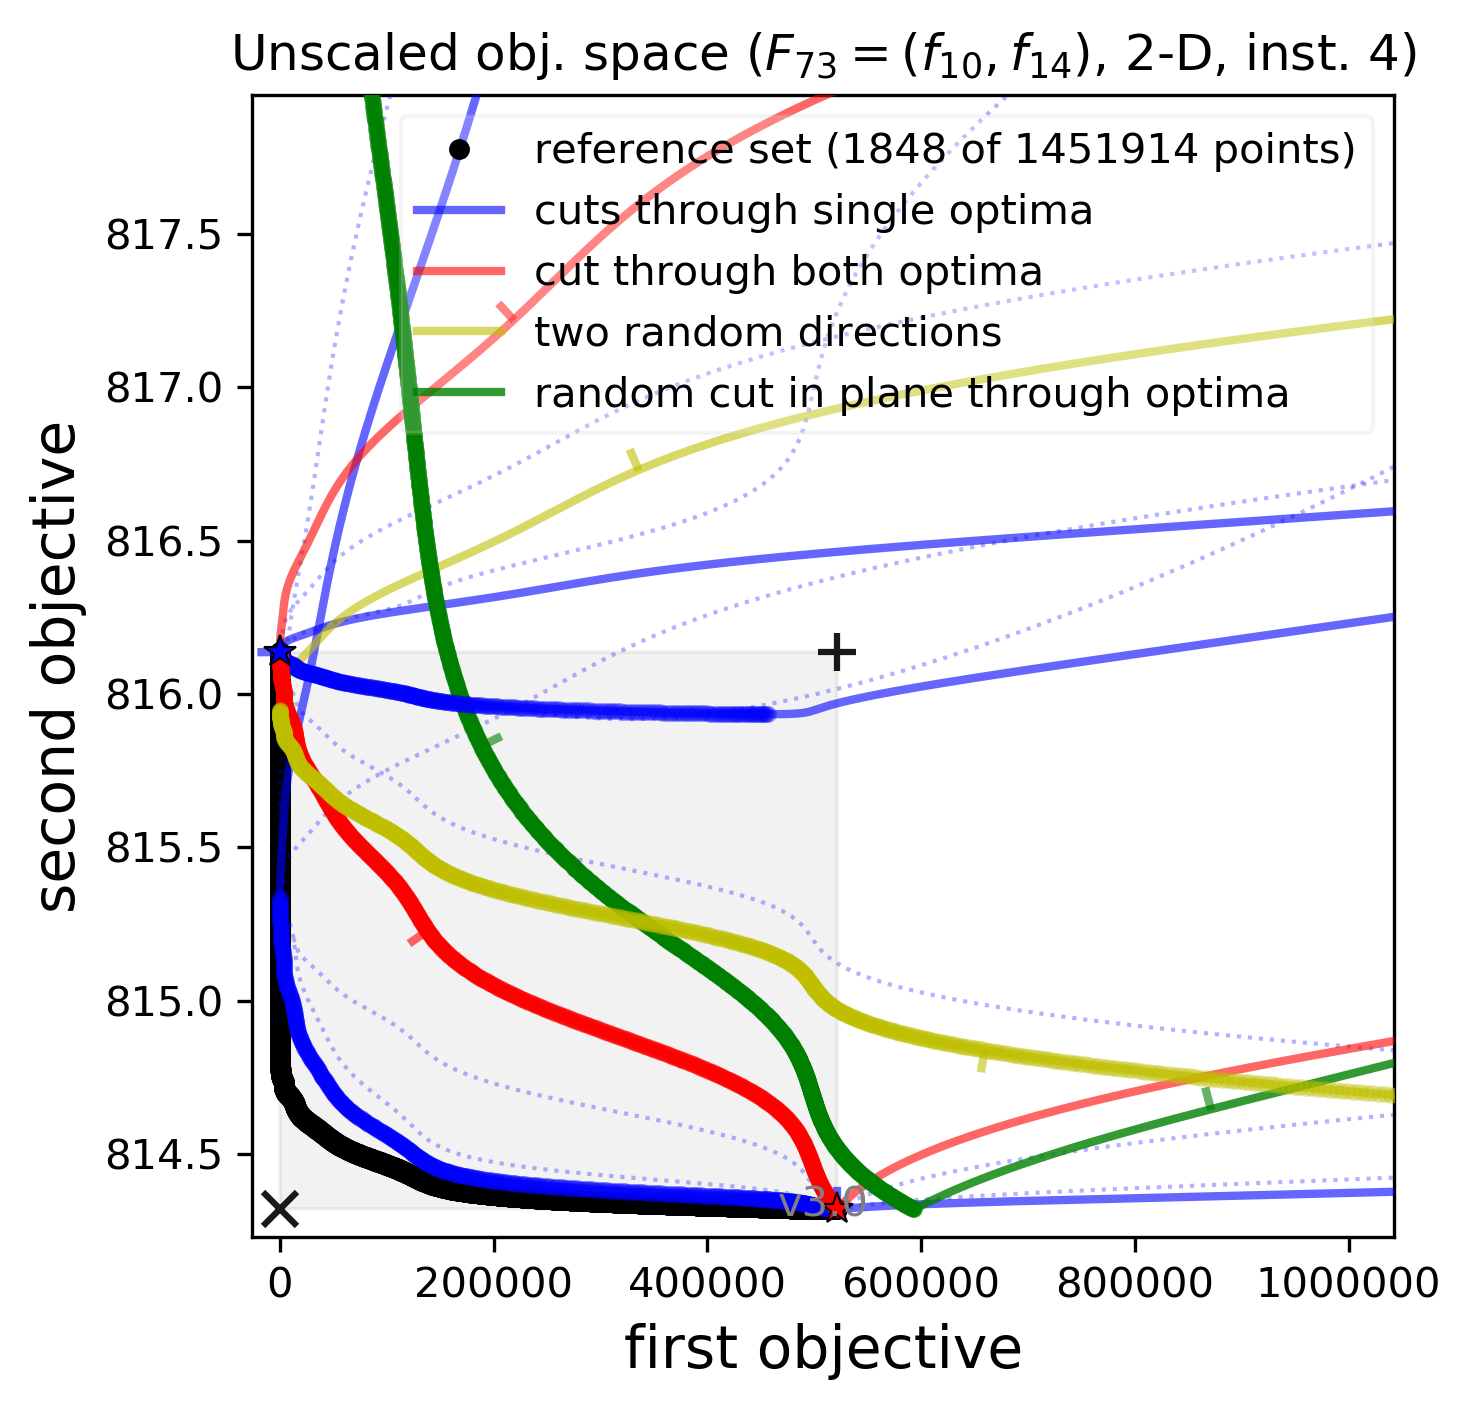 Unscaled obj. space (F73 = (f10, f14), 2-D, inst. 4)
reference set (1848 of 1451914 points)
cuts through single optima
cut through both optima
two random directions
random cut in plane through optima
second objective
817.5
817.0
816.5
816.0
815.5
815.0
814.5
v3.0
0 200000 400000 600000 800000 1000000
first objective